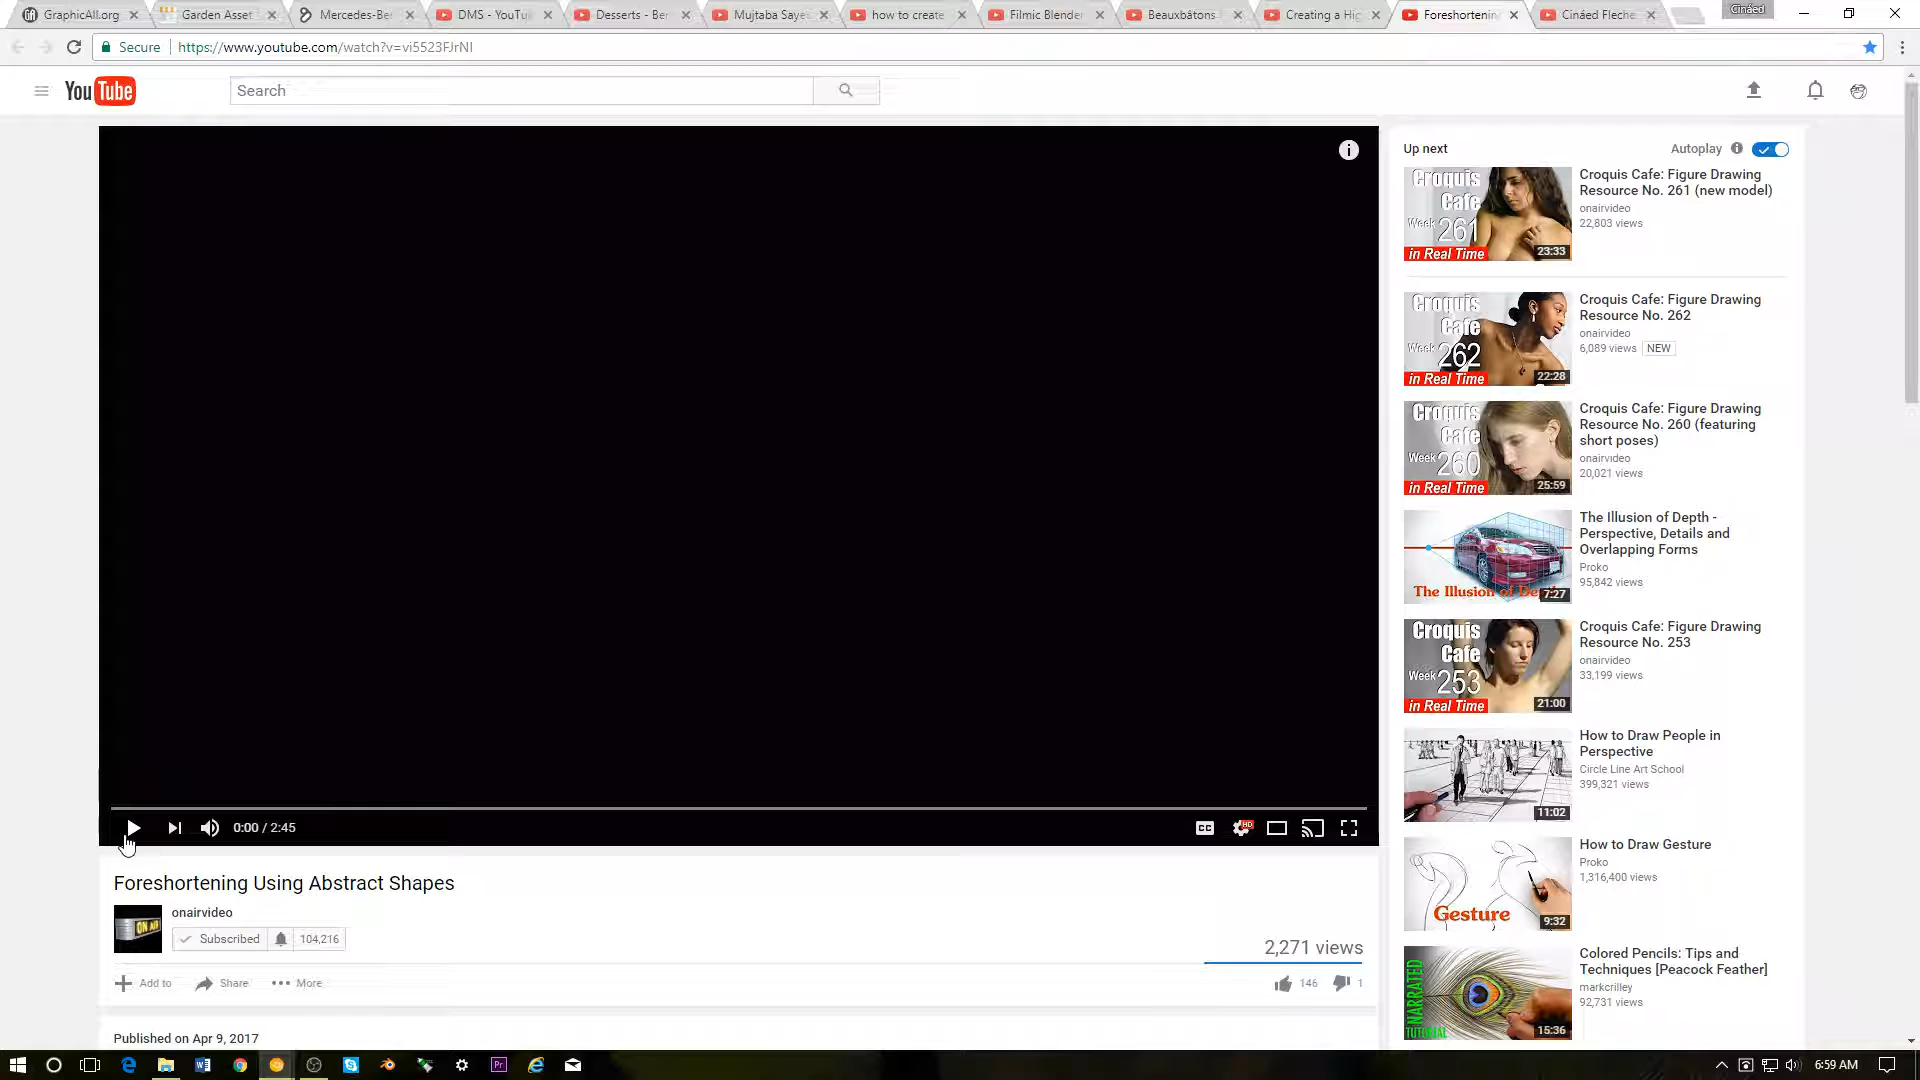 GraphicAll.org
Garden Asset
Mercedes-Be
DMS - YouTu
Desserts - Ber
Mujtaba Saye
how to create
Filmic Blender
Beauxbâtons
Creating a Hig
Foreshortenin
Cináed Fleche
Cináed
Secure
https://www.youtube.com/watch?v=vi5523FJrNI
YouTube
Search
Up next
Autoplay
Croquis Cafe
Week 261
in Real Time
23:33
Croquis Cafe: Figure Drawing
Resource No. 261 (new model)
onairvideo
22,803 views
Croquis Cafe
Week 262
in Real Time
22:28
Croquis Cafe: Figure Drawing
Resource No. 262
onairvideo
6,089 views NEW
Croquis Cafe
Week 260
in Real Time
25:59
Croquis Cafe: Figure Drawing
Resource No. 260 (featuring
short poses)
onairvideo
20,021 views
The Illusion of De
7:27
The Illusion of Depth -
Perspective, Details and
Overlapping Forms
Proko
95,842 views
Croquis Cafe
Week 253
in Real Time
21:00
Croquis Cafe: Figure Drawing
Resource No. 253
onairvideo
33,199 views
11:02
How to Draw People in
Perspective
Circle Line Art School
399,321 views
Gesture
9:32
How to Draw Gesture
Proko
1,316,400 views
NARRATED
TUTORIAL
15:36
Colored Pencils: Tips and
Techniques [Peacock Feather]
markcrilley
92,731 views
0:00 / 2:45
CC
HD
Foreshortening Using Abstract Shapes
ON AIR
onairvideo
Subscribed 104,216
2,271 views
Add to
Share
More
146
1
Published on Apr 9, 2017
6:59 AM